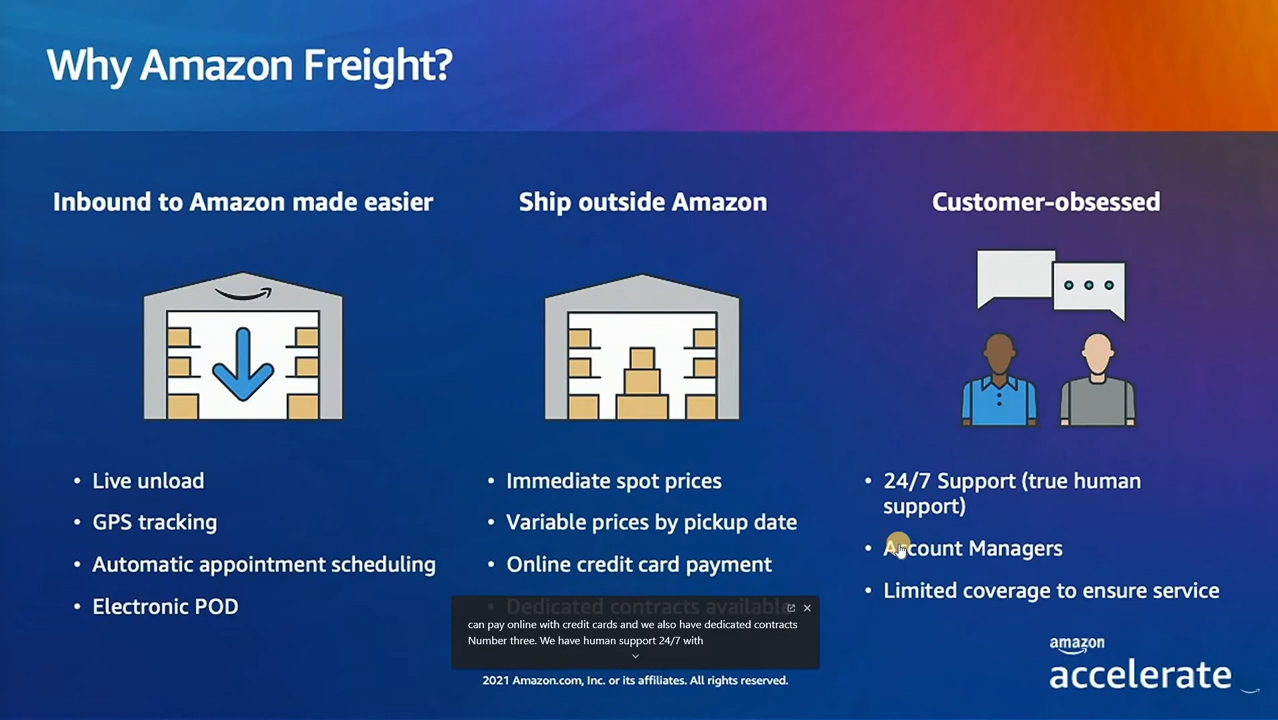 Why Amazon Freight?
Inbound to Amazon made easier
• Live unload
• GPS tracking
• Automatic appointment scheduling
• Electronic POD
Ship outside Amazon
• Immediate spot prices
• Variable prices by pickup date
• Online credit card payment
• Dedicated contracts available
Customer-obsessed
• 24/7 Support (true human
support)
• Account Managers
• Limited coverage to ensure service
can pay online with credit cards and we also have dedicated contracts
Number three. We have human support 24/7 with
2021 Amazon.com, Inc. or its affiliates. All rights reserved.
amazon
accelerate